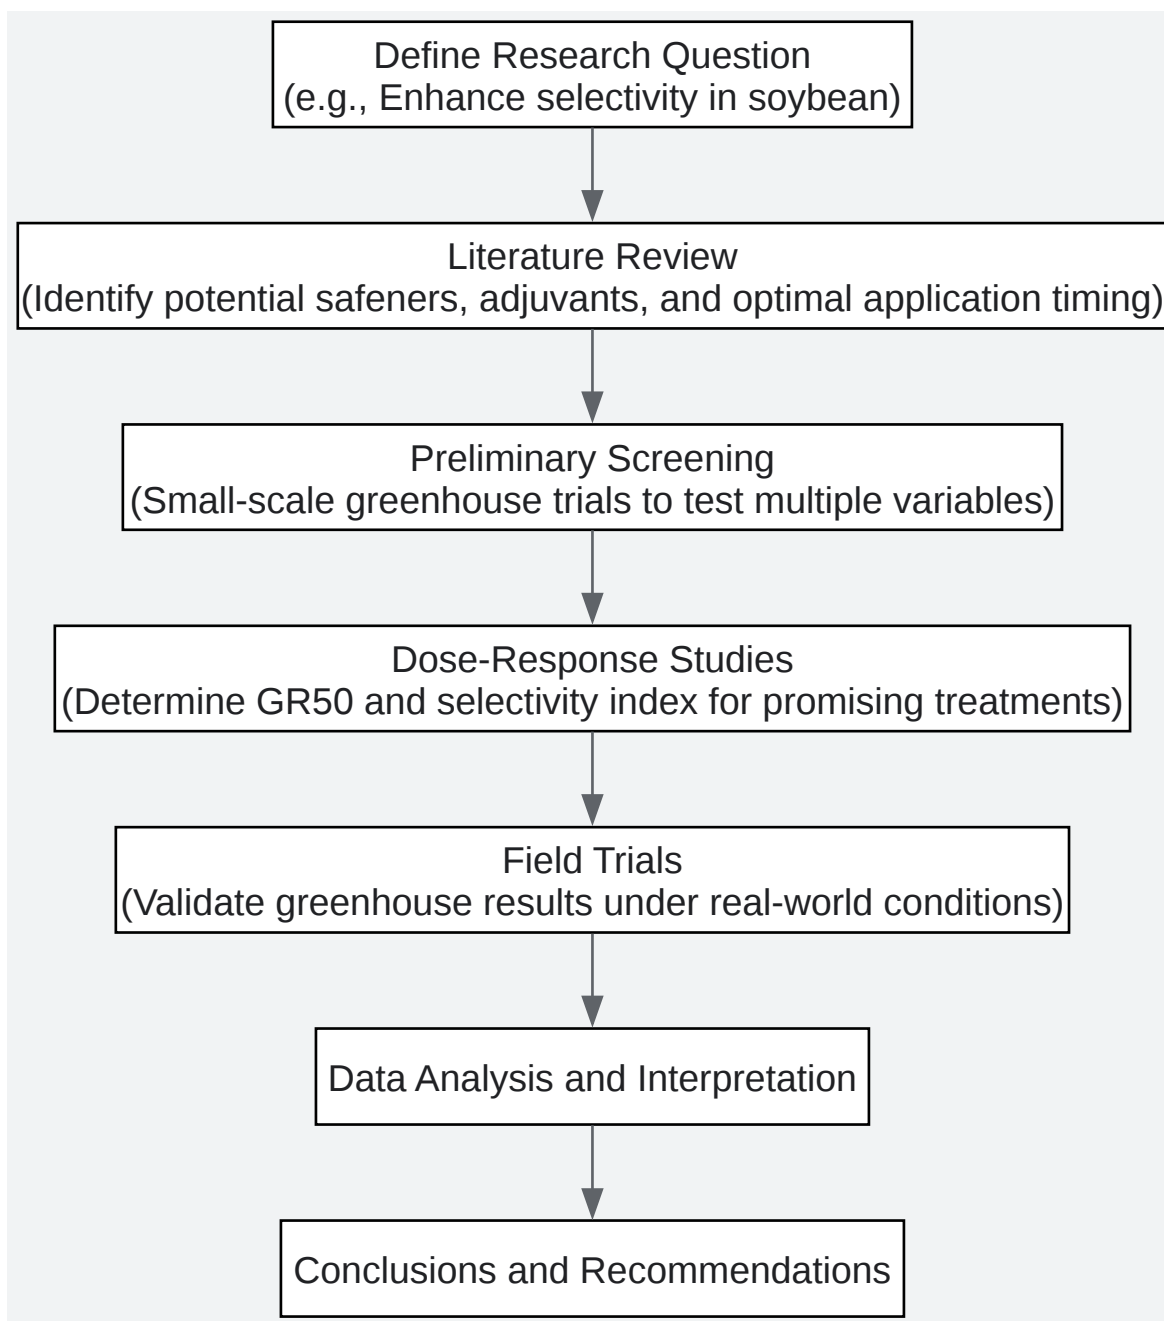 Define Research Question
(e.g., Enhance selectivity in soybean)
Literature Review
(Identify potential safeners, adjuvants, and optimal application timing)
Preliminary Screening
(Small-scale greenhouse trials to test multiple variables)
Dose-Response Studies
(Determine GR50 and selectivity index for promising treatments)
Field Trials
(Validate greenhouse results under real-world conditions)
Data Analysis and Interpretation
Conclusions and Recommendations